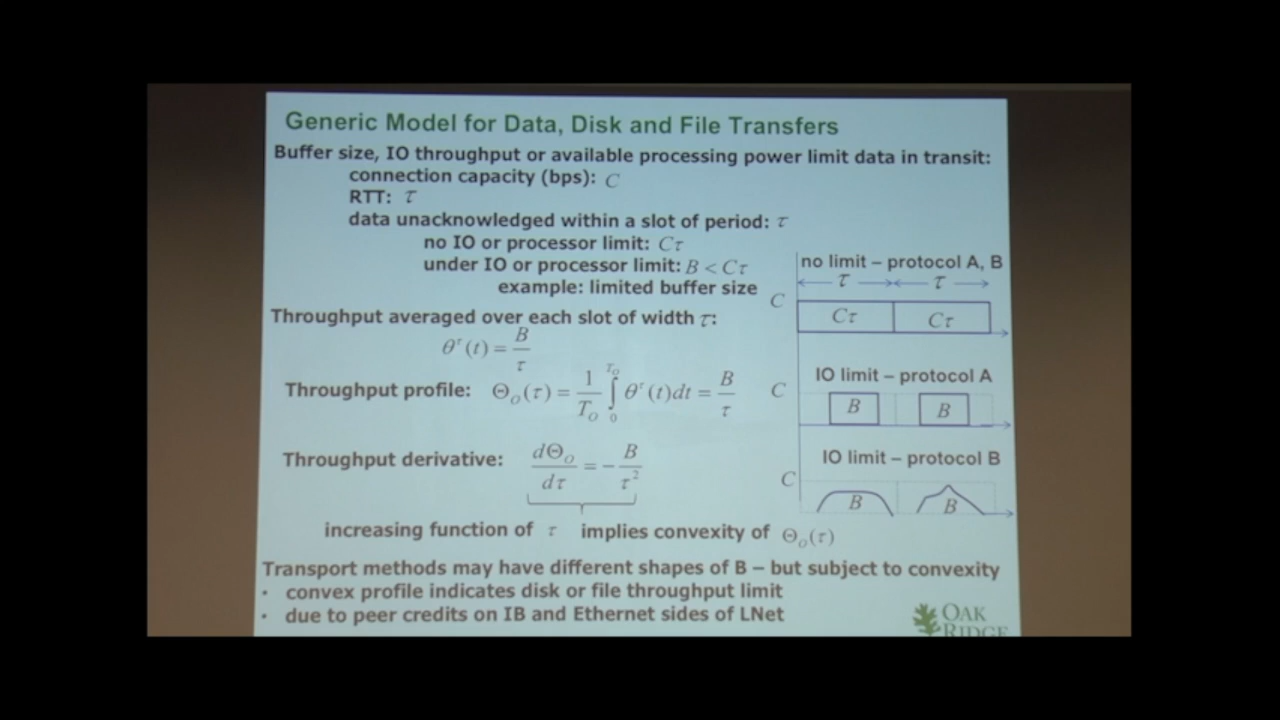 Generic Model for Data, Disk and File Transfers
Buffer size, IO throughput or available processing power limit data in transit:
connection capacity (bps): C
RTT: τ
data unacknowledged within a slot of period: τ
no IO or processor limit: Cτ
under IO or processor limit: B < Cτ
example: limited buffer size
Throughput averaged over each slot of width τ:
θ^τ(t) = B/τ
Throughput profile: Θ_O(τ) = 1/T_O ∫_0^{T_O} θ^τ(t)dt = B/τ
Throughput derivative: dΘ_O/dτ = −B/τ²
increasing function of τ implies convexity of Θ_O(τ)
no limit – protocol A, B
τ τ
C
Cτ Cτ
IO limit – protocol A
C
B B
IO limit – protocol B
C
B B
Transport methods may have different shapes of B – but subject to convexity
• convex profile indicates disk or file throughput limit
• due to peer credits on IB and Ethernet sides of LNet
OAK
RIDGE